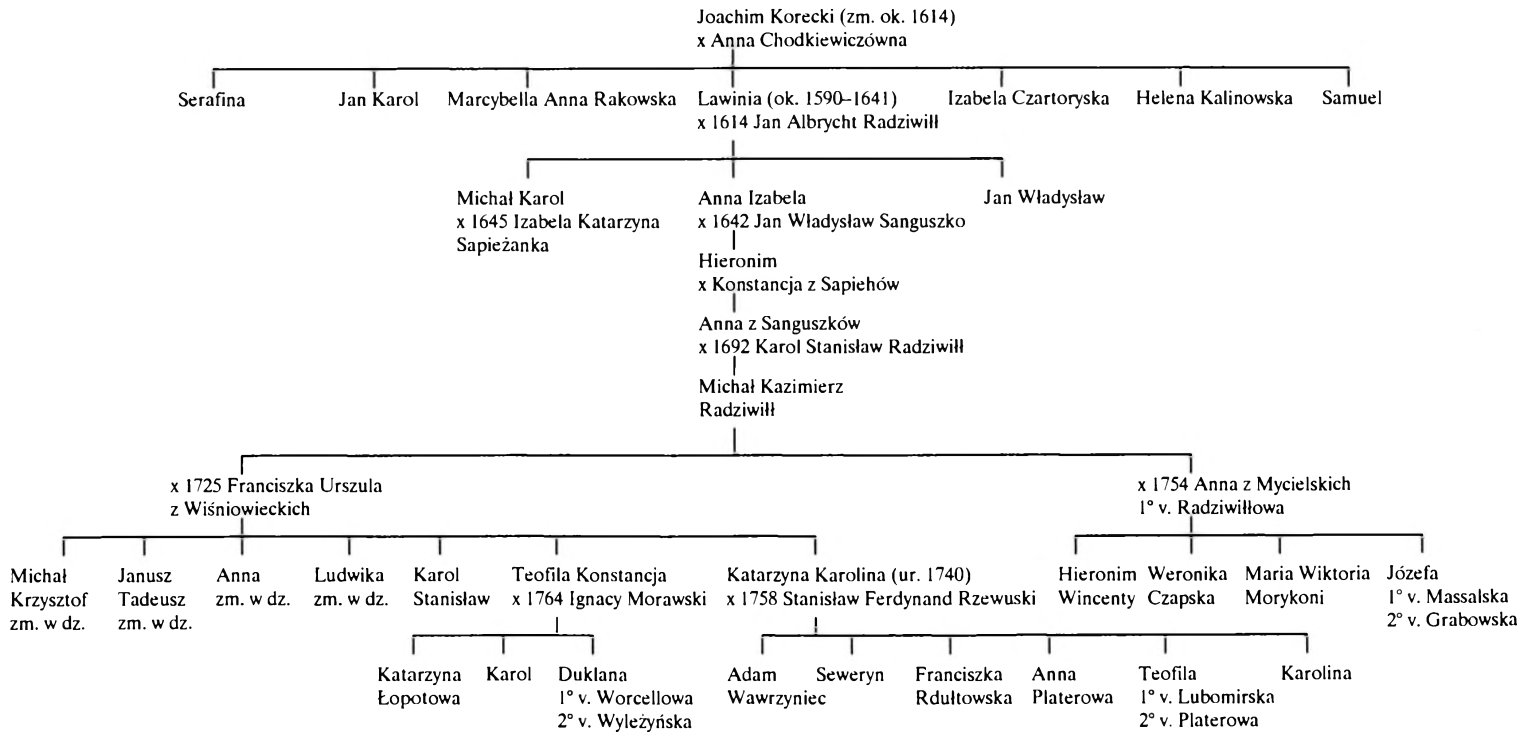 Joachim Korecki (zm. ok. 1614)
x Anna Chodkiewiczówna
Serafina
Jan Karol
Marcybella Anna Rakowska
Lawinia (ok. 1590–1641)
x 1614 Jan Albrycht Radziwiłł
Izabela Czartoryska
Helena Kalinowska
Samuel
Michał Karol
x 1645 Izabela Katarzyna
Sapieżanka
Anna Izabela
x 1642 Jan Władysław Sanguszko
Jan Władysław
Hieronim
x Konstancja z Sapiehów
Anna z Sanguszków
x 1692 Karol Stanisław Radziwiłł
Michał Kazimierz
Radziwiłł
x 1725 Franciszka Urszula
z Wiśniowieckich
x 1754 Anna z Mycielskich
1° v. Radziwiłłowa
Michał
Krzysztof
zm. w dz.
Janusz
Tadeusz
zm. w dz.
Anna
zm. w dz.
Ludwika
zm. w dz.
Karol
Stanisław
Teofila Konstancja
x 1764 Ignacy Morawski
Katarzyna Karolina (ur. 1740)
x 1758 Stanisław Ferdynand Rzewuski
Hieronim
Wincenty
Weronika
Czapska
Maria Wiktoria
Morykoni
Józefa
1° v. Massalska
2° v. Grabowska
Katarzyna
Łopotowa
Karol
Duklana
1° v. Worcellowa
2° v. Wyleżyńska
Adam
Wawrzyniec
Seweryn
Franciszka
Rdułtowska
Anna
Platerowa
Teofila
1° v. Lubomirska
2° v. Platerowa
Karolina